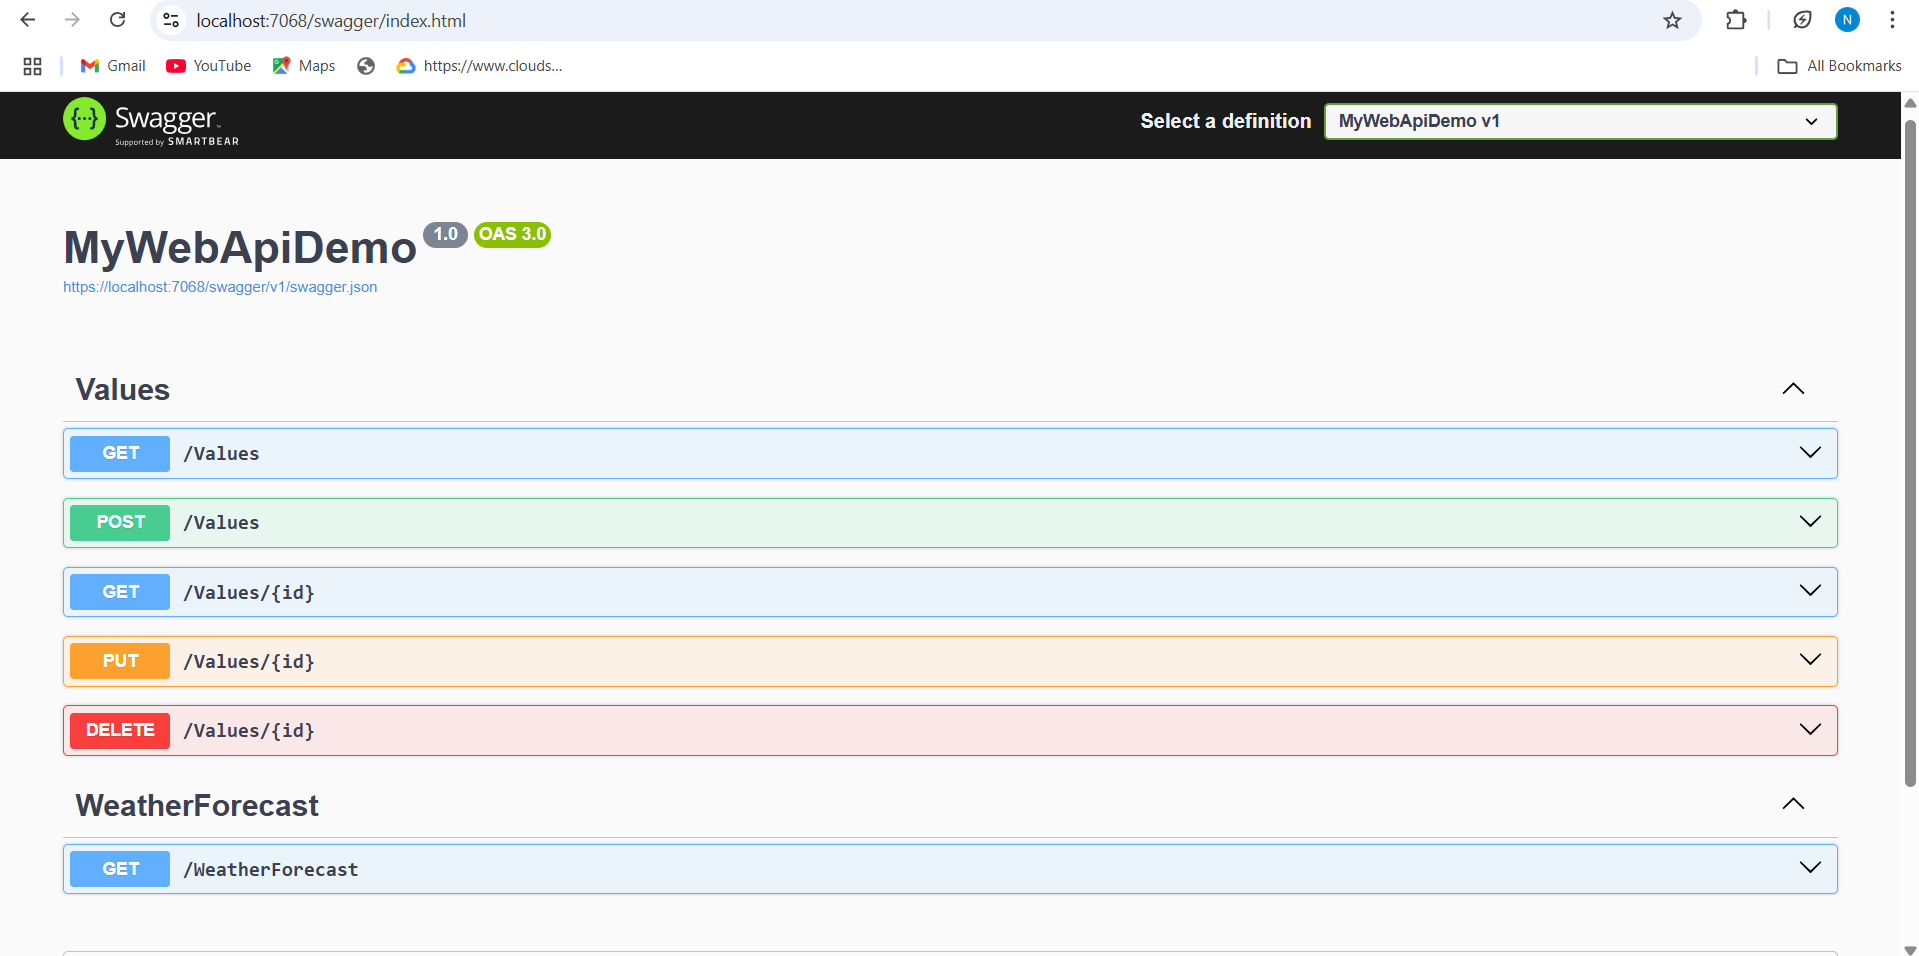 localhost:7068/swagger/index.html
N
Gmail
YouTube
Maps
https://www.clouds...
All Bookmarks
{···} Swagger™
Supported by SMARTBEAR
Select a definition
MyWebApiDemo v1
MyWebApiDemo 1.0 OAS 3.0
https://localhost:7068/swagger/v1/swagger.json
Values
GET /Values
POST /Values
GET /Values/{id}
PUT /Values/{id}
DELETE /Values/{id}
WeatherForecast
GET /WeatherForecast